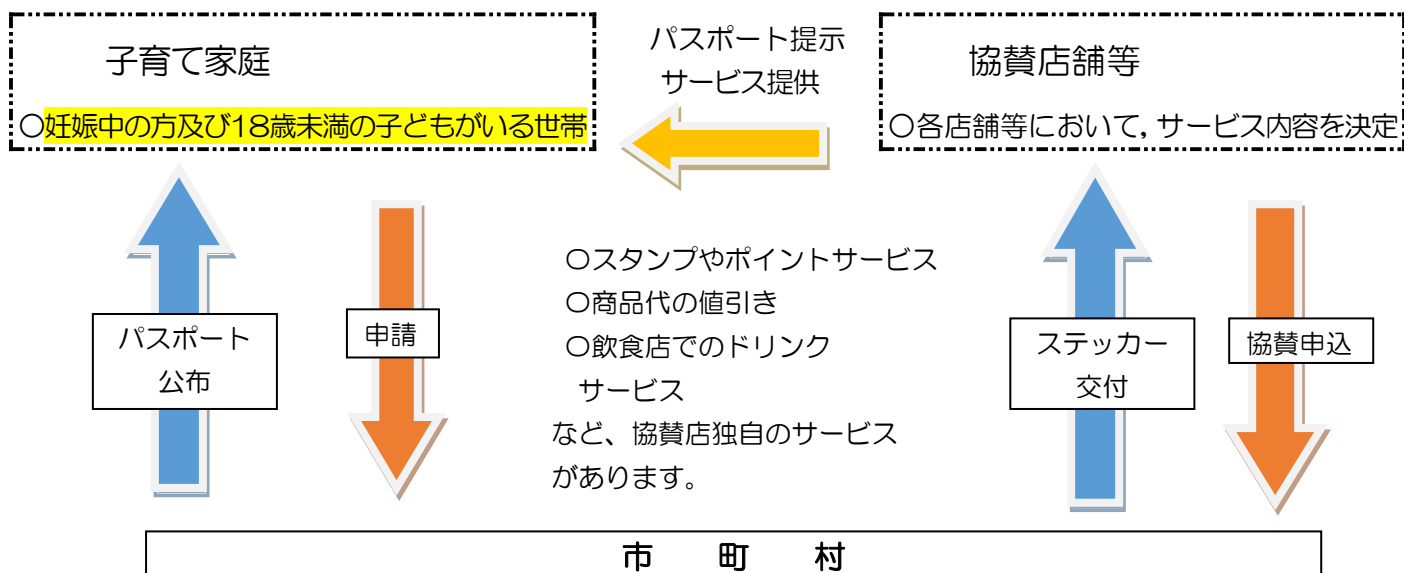 子育て家庭
○妊娠中の方及び18歳未満の子どもがいる世帯
パスポート提示
サービス提供
協賛店舗等
○各店舗等において,サービス内容を決定
パスポート
公布
申請
○スタンプやポイントサービス
○商品代の値引き
○飲食店でのドリンク
サービス
など、協賛店独自のサービス
があります。
ステッカー
交付
協賛申込
市　町　村